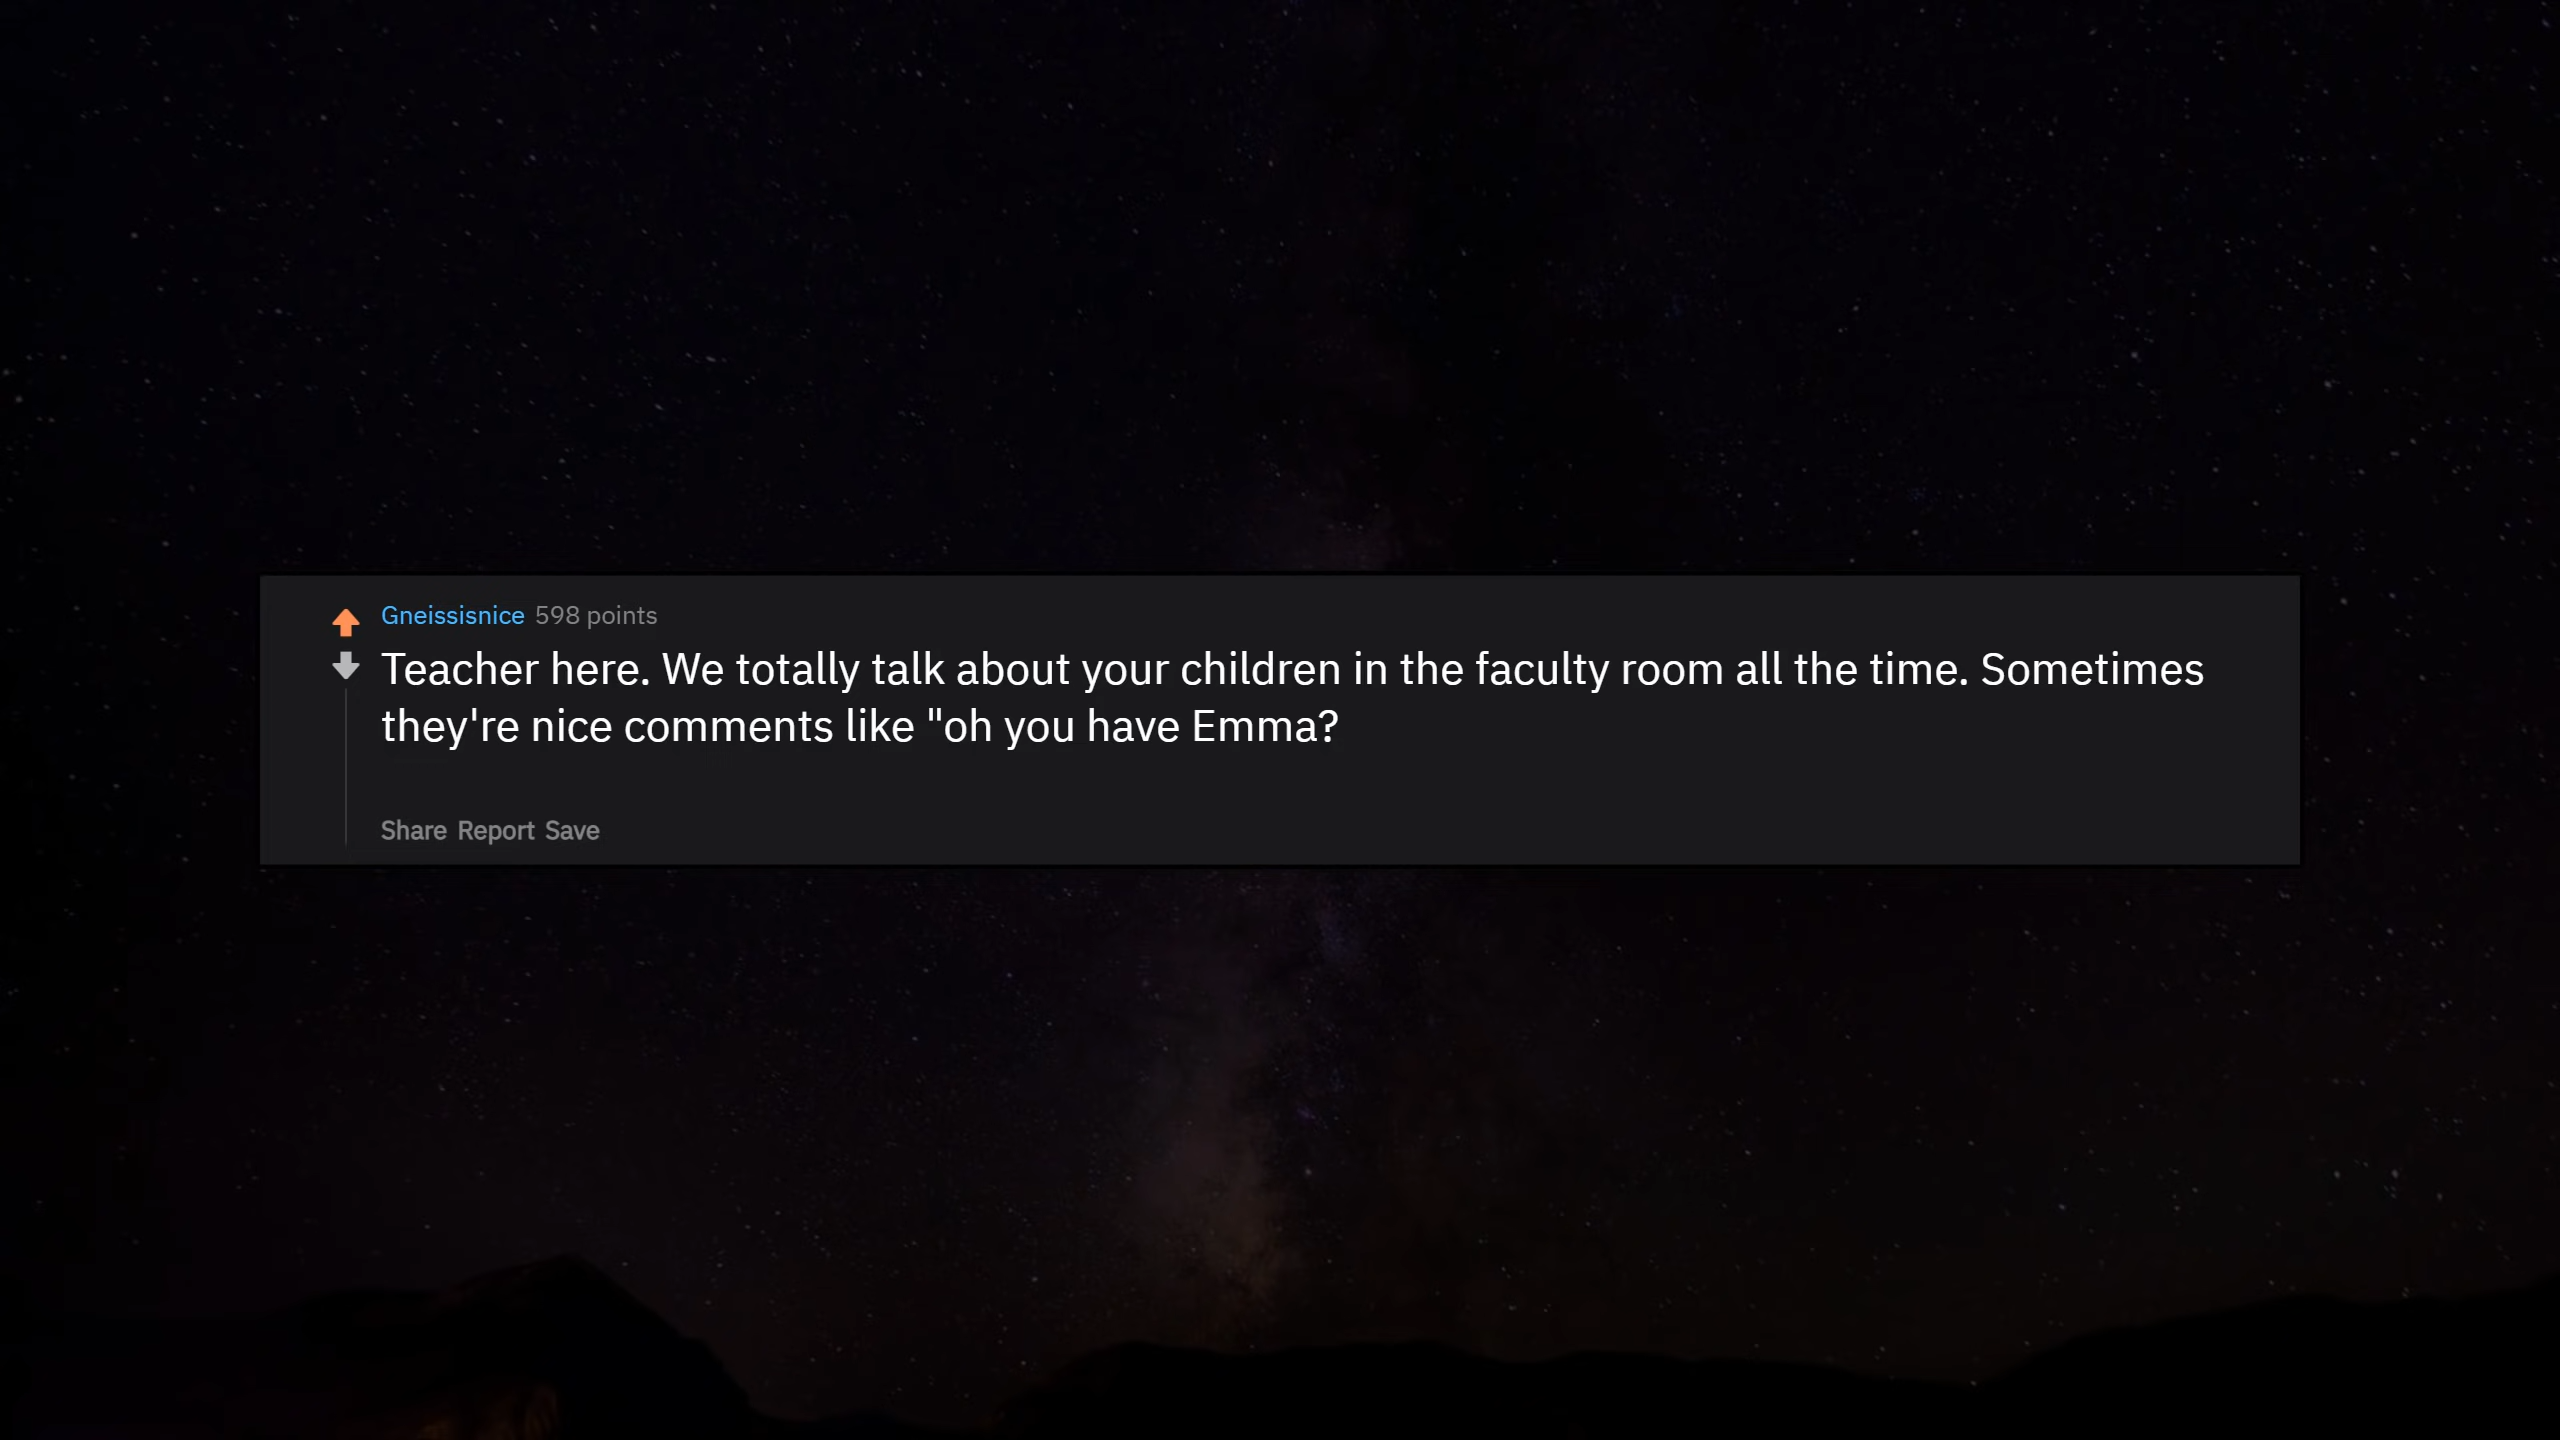 Gneissisnice 598 points
Teacher here. We totally talk about your children in the faculty room all the time. Sometimes
they're nice comments like "oh you have Emma?
Share Report Save